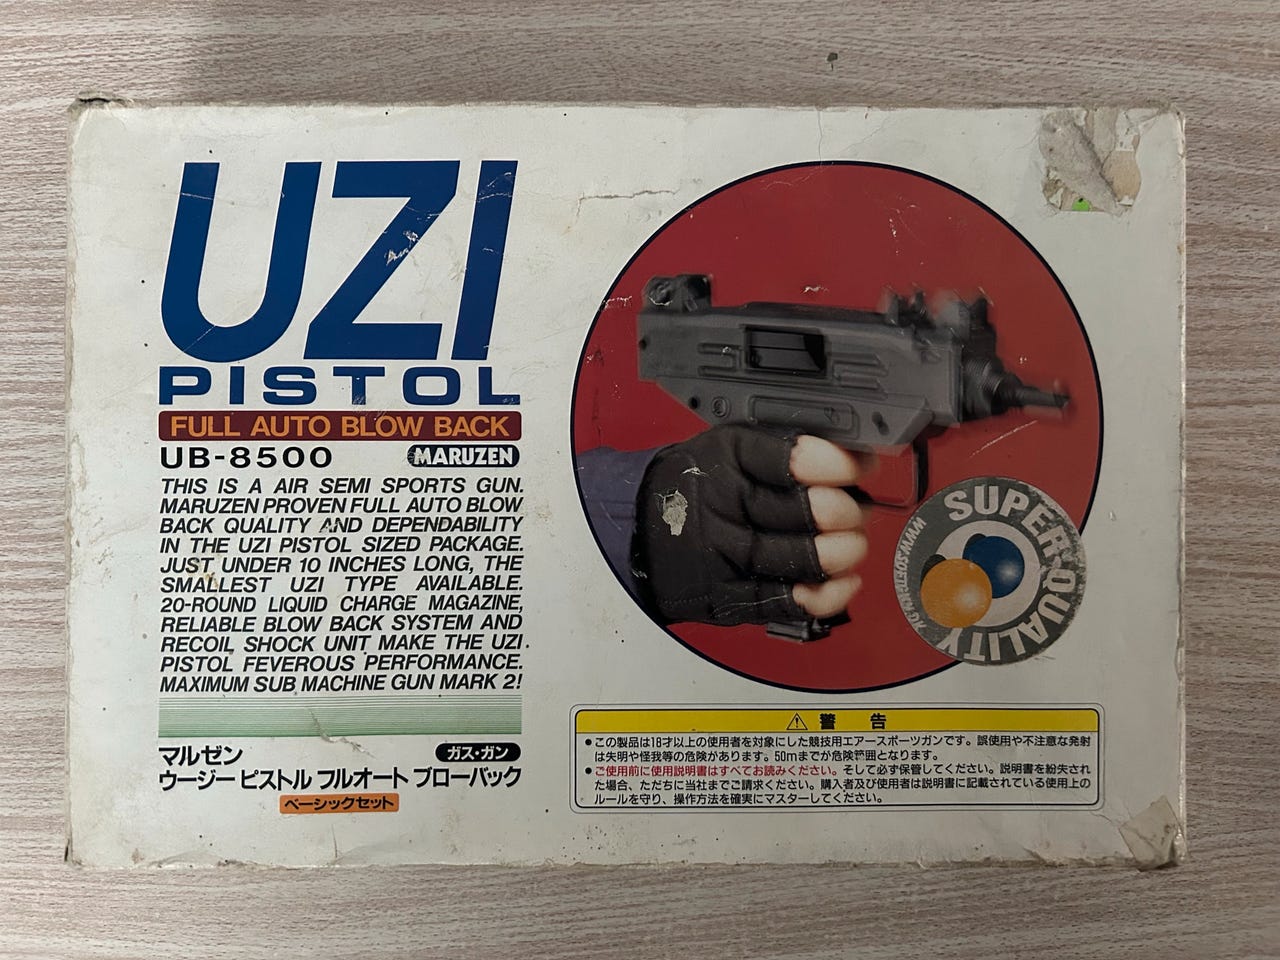 UZI
PISTOL
FULL AUTO BLOW BACK
UB-8500 MARUZEN
THIS IS A AIR SEMI SPORTS GUN.
MARUZEN PROVEN FULL AUTO BLOW
BACK QUALITY AND DEPENDABILITY
IN THE UZI PISTOL SIZED PACKAGE.
JUST UNDER 10 INCHES LONG, THE
SMALLEST UZI TYPE AVAILABLE.
20-ROUND LIQUID CHARGE MAGAZINE,
RELIABLE BLOW BACK SYSTEM AND
RECOIL SHOCK UNIT MAKE THE UZI
PISTOL FEVEROUS PERFORMANCE.
MAXIMUM SUB MACHINE GUN MARK 2!
マルゼン ガス・ガン
ウージー ピストル フルオート ブローバック
ベーシックセット
SUPER QUALITY
警 告
●この製品は18才以上の使用者を対象にした競技用エアースポーツガンです。誤使用や不注意な発射
は失明や怪我等の危険があります。50mまでが危険範囲となります。
●ご使用前に使用説明書はすべてお読みください。そして必ず保管してください。説明書を紛失され
た場合、ただちに当社までご請求ください。購入者及び使用者は説明書に記載されている使用上の
ルールを守り、操作方法を確実にマスターしてください。